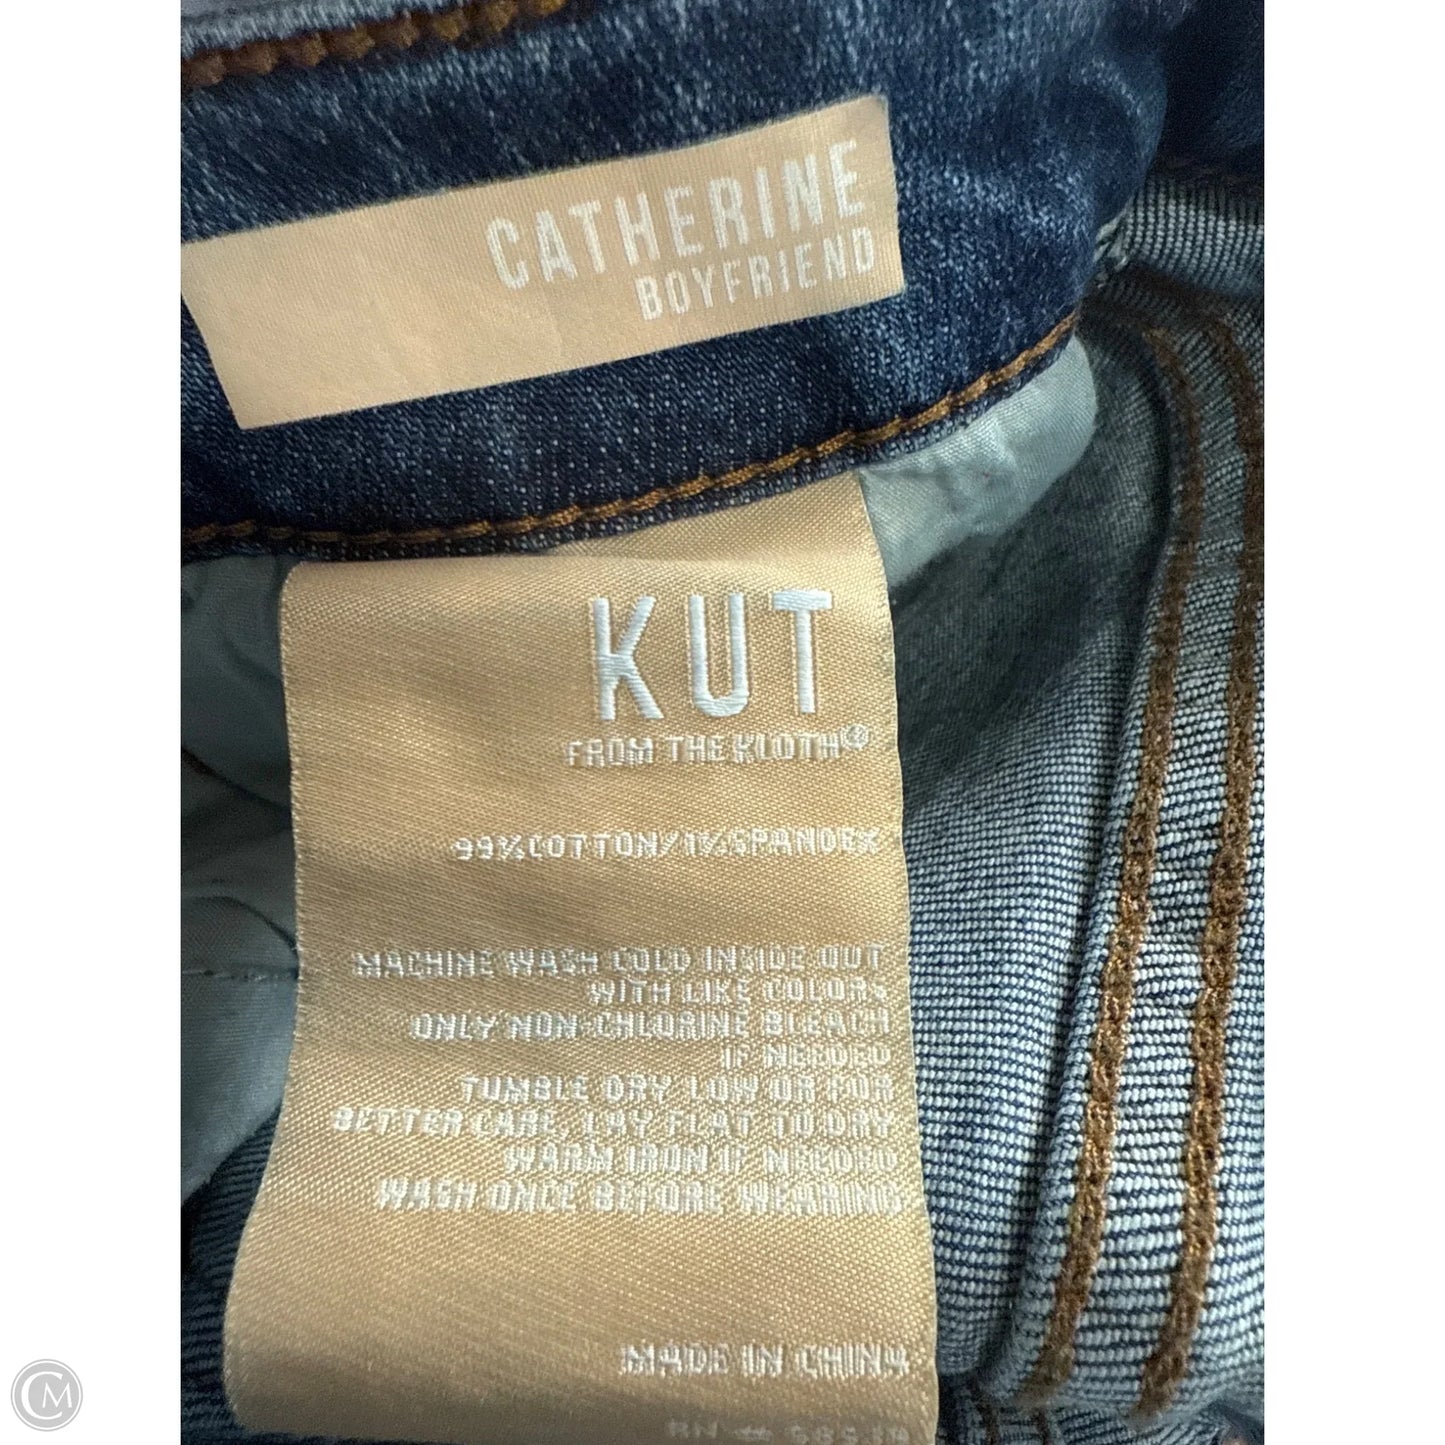 CATHERINE
BOYFRIEND
KUT
FROM THE KLOTH®
99%COTTON/1%SPANDEX
MACHINE WASH COLD INSIDE OUT
WITH LIKE COLORS
ONLY NON-CHLORINE BLEACH
IF NEEDED
TUMBLE DRY LOW OR FOR
BETTER CARE, LAY FLAT TO DRY
WARM IRON IF NEEDED
WASH ONCE BEFORE WEARING
MADE IN CHINA
RN #
CM